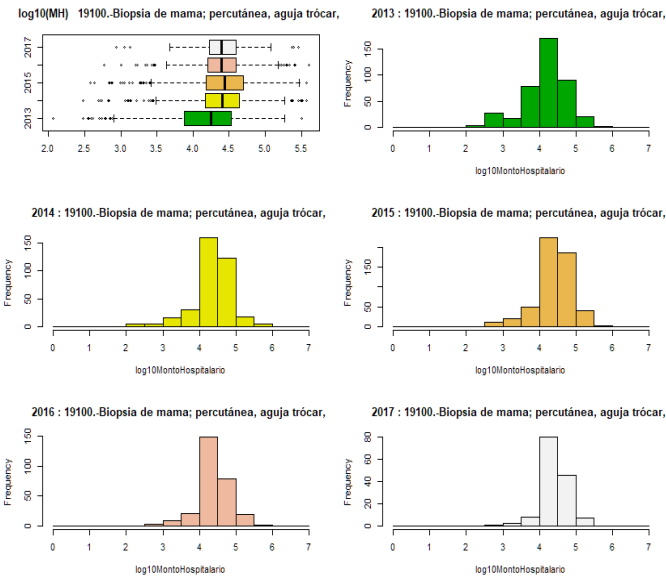 log10(MH) 19100.-Biopsia de mama; percutánea, aguja trócar,
2017
2015
2013
2.0 2.5 3.0 3.5 4.0 4.5 5.0 5.5
2013 : 19100.-Biopsia de mama; percutánea, aguja trócar,
Frequency
0 50 100 150
0 1 2 3 4 5 6 7
log10MontoHospitalario
2014 : 19100.-Biopsia de mama; percutánea, aguja trócar,
Frequency
0 50 150
0 1 2 3 4 5 6 7
log10MontoHospitalario
2015 : 19100.-Biopsia de mama; percutánea, aguja trócar,
Frequency
0 50 150
0 1 2 3 4 5 6 7
log10MontoHospitalario
2016 : 19100.-Biopsia de mama; percutánea, aguja trócar,
Frequency
0 50 150
0 1 2 3 4 5 6 7
log10MontoHospitalario
2017 : 19100.-Biopsia de mama; percutánea, aguja trócar,
Frequency
0 20 40 60 80
0 1 2 3 4 5 6 7
log10MontoHospitalario